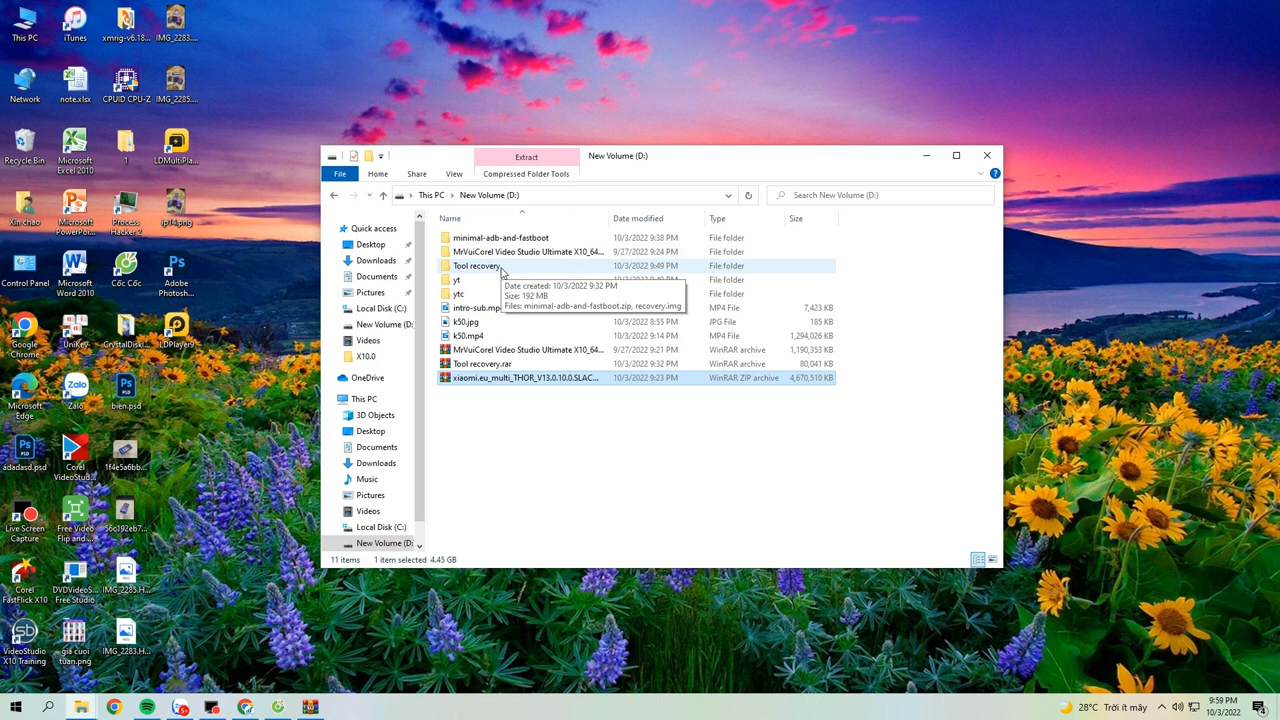 This PC
iTunes
xmrig-v6.18...
IMG_2283....
Network
note.xlsx
CPUID CPU-Z
IMG_2285....
Recycle Bin
Microsoft Excel 2010
1
LDMultiPla...
Xinchao
Microsoft PowerPoi...
Process Hacker 2
ip14.png
Control Panel
Microsoft Word 2010
Cốc Cốc
Adobe Photosh...
Google Chrome
UniKey
CrystalDiskI...
LDPlayer9
Microsoft Edge
Zalo
bien.psd
adadasd.psd
Corel VideoStud...
1f4e5a6bb...
Live Screen Capture
Free Video Flip and ...
Corel FastFlick X10
DVDVideoS... Free Studio
IMG_2285.H...
VideoStudio X10 Training
gia cuoi tuan.png
IMG_2283.H...
Extract
New Volume (D:)
File
Home
Share
View
Compressed Folder Tools
This PC
New Volume (D:)
Search New Volume (D:)
Name
Date modified
Type
Size
Quick access
Desktop
Downloads
Documents
Pictures
Local Disk (C:)
New Volume (D:
Videos
X10.0
OneDrive
This PC
3D Objects
Desktop
Documents
Downloads
Music
Pictures
Videos
Local Disk (C:)
New Volume (D:
minimal-adb-and-fastboot 10/3/2022 9:38 PM File folder
MrVuiCorel Video Studio Ultimate X10_64... 9/27/2022 9:24 PM File folder
Tool recovery 10/3/2022 9:49 PM File folder
yt File folder
ytc File folder
Date created: 10/3/2022 9:32 PM
Size: 192 MB
Files: minimal-adb-and-fastboot.zip, recovery.img
intro-sub.mp MP4 File 7,423 KB
k50.jpg 10/3/2022 8:55 PM JPG File 185 KB
k50.mp4 10/3/2022 9:14 PM MP4 File 1,294,026 KB
MrVuiCorel Video Studio Ultimate X10_64... 9/27/2022 9:21 PM WinRAR archive 1,190,353 KB
Tool recovery.rar 10/3/2022 9:32 PM WinRAR archive 80,041 KB
xiaomi.eu_multi_THOR_V13.0.10.0.SLAC... 10/3/2022 9:23 PM WinRAR ZIP archive 4,670,510 KB
11 items 1 item selected 4.45 GB
28°C Trời ít mây
9:59 PM
10/3/2022
4